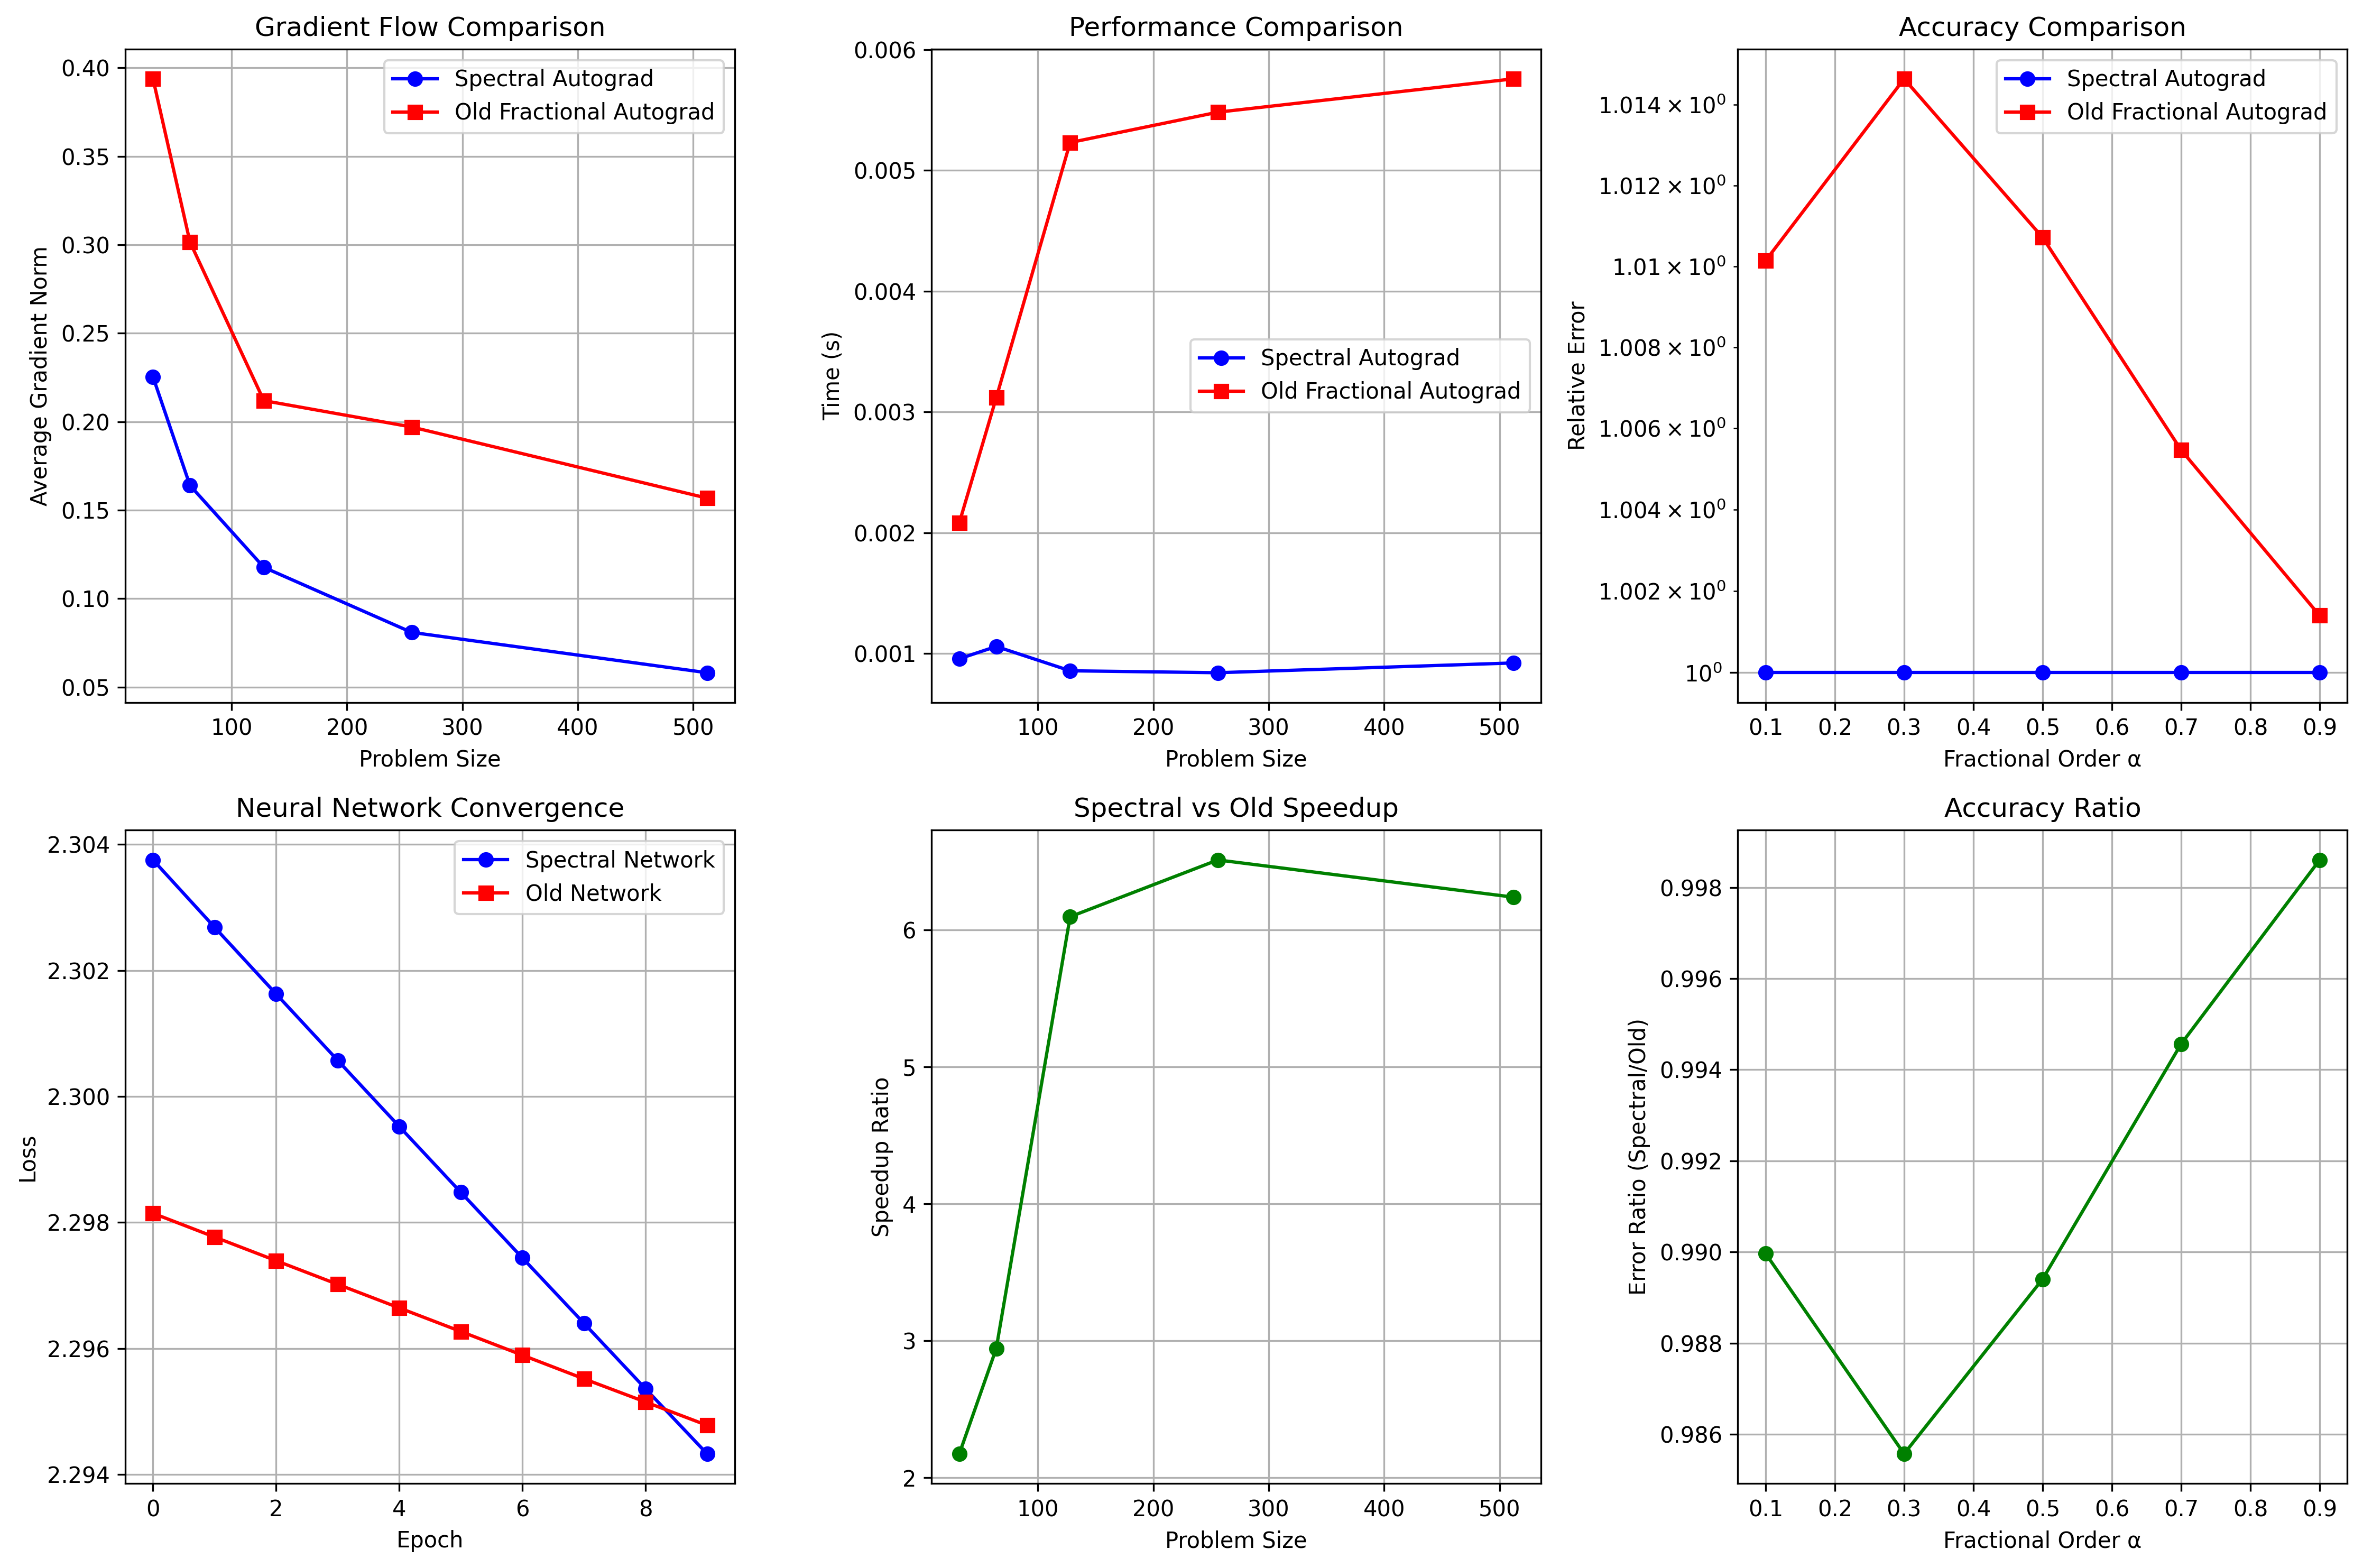 Gradient Flow Comparison
Spectral Autograd
Old Fractional Autograd
Average Gradient Norm
0.40
0.35
0.30
0.25
0.20
0.15
0.10
0.05
100 200 300 400 500
Problem Size
Performance Comparison
Spectral Autograd
Old Fractional Autograd
Time (s)
0.006
0.005
0.004
0.003
0.002
0.001
100 200 300 400 500
Problem Size
Accuracy Comparison
Spectral Autograd
Old Fractional Autograd
Relative Error
1.014 × 10⁰
1.012 × 10⁰
1.01 × 10⁰
1.008 × 10⁰
1.006 × 10⁰
1.004 × 10⁰
1.002 × 10⁰
10⁰
0.1 0.2 0.3 0.4 0.5 0.6 0.7 0.8 0.9
Fractional Order α
Neural Network Convergence
Spectral Network
Old Network
Loss
2.304
2.302
2.300
2.298
2.296
2.294
0 2 4 6 8
Epoch
Spectral vs Old Speedup
Speedup Ratio
6
5
4
3
2
100 200 300 400 500
Problem Size
Accuracy Ratio
Error Ratio (Spectral/Old)
0.998
0.996
0.994
0.992
0.990
0.988
0.986
0.1 0.2 0.3 0.4 0.5 0.6 0.7 0.8 0.9
Fractional Order α